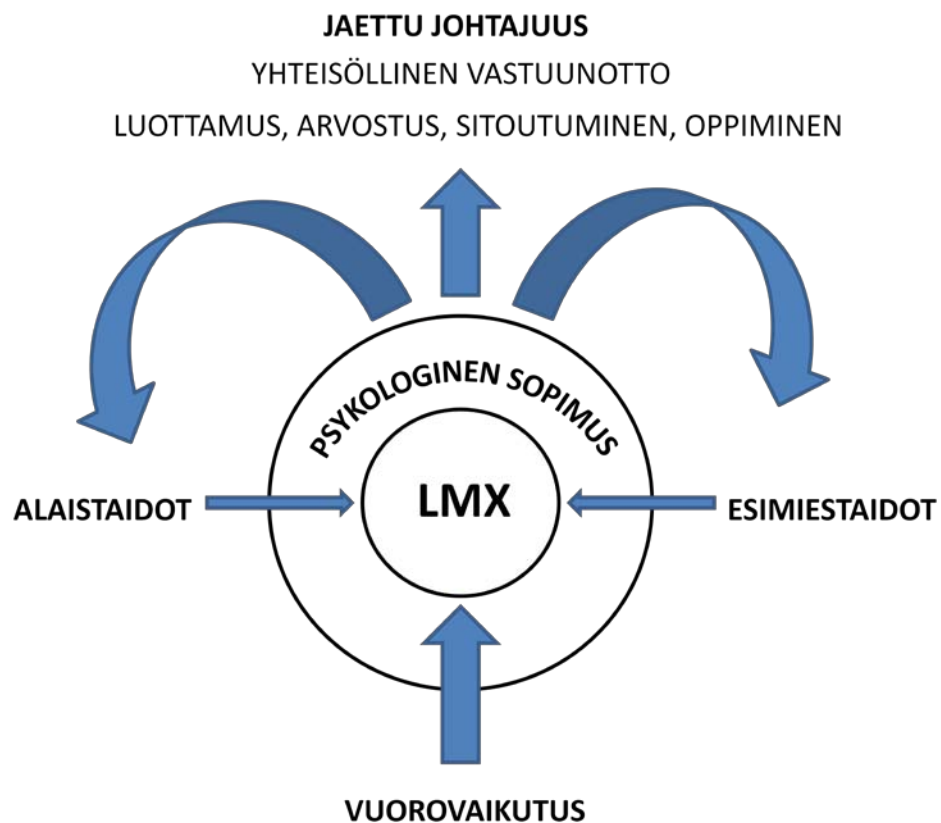 JAETTU JOHTAJUUS
YHTEISÖLLINEN VASTUUNOTTO
LUOTTAMUS, ARVOSTUS, SITOUTUMINEN, OPPIMINEN
PSYKOLOGINEN SOPIMUS
LMX
ALAISTAIDOT
ESIMIESTAIDOT
VUOROVAIKUTUS